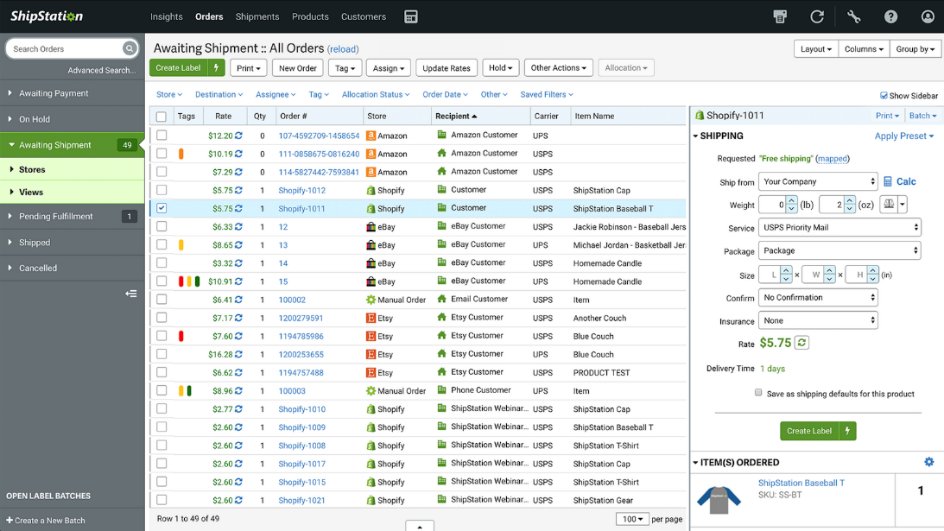 ShipStation Insights Orders Shipments Products Customers
Search Orders
Advanced Search...
Awaiting Payment
On Hold
Awaiting Shipment 49
Stores
Views
Pending Fulfillment 1
Shipped
Cancelled
OPEN LABEL BATCHES
+ Create a New Batch
Awaiting Shipment :: All Orders (reload)
Create Label Print New Order Tag Assign Update Rates Hold Other Actions Allocation
Layout Columns Group by
Store Destination Assignee Tag Allocation Status Order Date Other Saved Filters
Show Sidebar
Tags Rate Qty Order # Store Recipient Carrier Item Name
$12.20 0 107-4592709-1458654 Amazon Amazon Customer UPS
$10.19 0 111-0858675-0816240 Amazon Amazon Customer USPS
$7.29 0 114-5827442-7593841 Amazon Amazon Customer USPS
$5.75 1 Shopify-1012 Shopify Customer USPS ShipStation Cap
$5.75 1 Shopify-1011 Shopify Customer USPS ShipStation Baseball T
$6.33 1 12 eBay eBay Customer UPS Jackie Robinson - Baseball Jers
$8.65 1 13 eBay eBay Customer USPS Michael Jordan - Basketball Jer
$3.32 1 14 eBay eBay Customer UPS Homemade Candle
$10.91 1 15 eBay eBay Customer USPS Homemade Candle
$6.41 1 100002 Manual Order Email Customer USPS Item
$7.17 1 1200279591 Etsy Etsy Customer USPS Another Couch
$7.60 1 1194785986 Etsy Etsy Customer USPS Blue Couch
$16.28 1 1200253655 Etsy Etsy Customer UPS Blue Couch
$6.62 1 1194757488 Etsy Etsy Customer USPS PRODUCT TEST
$8.96 1 100003 Manual Order Phone Customer UPS Item
$2.77 1 Shopify-1010 Shopify ShipStation Webinar... USPS ShipStation Cap
$2.60 1 Shopify-1009 Shopify ShipStation Webinar... USPS ShipStation Baseball T
$2.60 1 Shopify-1008 Shopify ShipStation Webinar... USPS ShipStation T-Shirt
$2.60 1 Shopify-1017 Shopify ShipStation Webinar... USPS ShipStation Cap
$2.60 1 Shopify-1015 Shopify ShipStation Webinar... USPS ShipStation T-Shirt
$2.60 1 Shopify-1021 Shopify ShipStation Webinar... USPS ShipStation Gear
Row 1 to 49 of 49 100 per page
Shopify-1011 Print Batch
SHIPPING Apply Preset
Requested "Free shipping" (mapped)
Ship from Your Company Calc
Weight 0 (lb) 2 (oz)
Service USPS Priority Mail
Package Package
Size L × W × H (in)
Confirm No Confirmation
Insurance None
Rate $5.75
Delivery Time 1 days
Save as shipping defaults for this product
Create Label
ITEM(S) ORDERED
ShipStation Baseball T
SKU: SS-BT
1